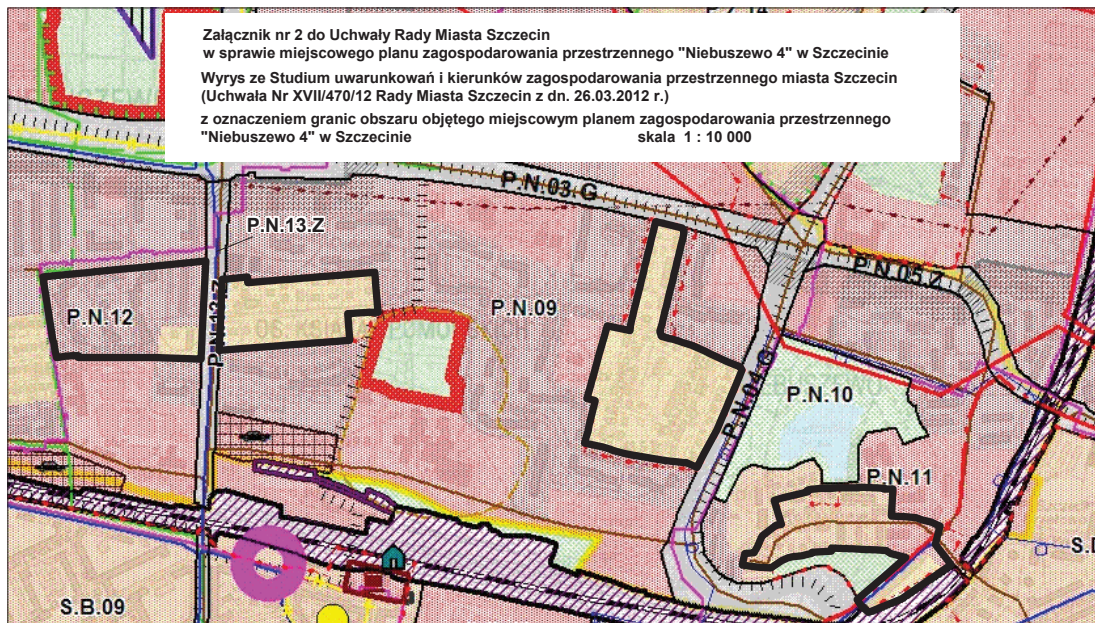 Załącznik nr 2 do Uchwały Rady Miasta Szczecin
w sprawie miejscowego planu zagospodarowania przestrzennego "Niebuszewo 4" w Szczecinie
Wyrys ze Studium uwarunkowań i kierunków zagospodarowania przestrzennego miasta Szczecin
(Uchwała Nr XVII/470/12 Rady Miasta Szczecin z dn. 26.03.2012 r.)
z oznaczeniem granic obszaru objętego miejscowym planem zagospodarowania przestrzennego
"Niebuszewo 4" w Szczecinie skala 1 : 10 000
P.N.03.G
P.N.13.Z
P.N.05.Z
P.N.12
P.N.09
P.N.13.Z
P.N.04.G
P.N.10
P.N.11
S.B.09